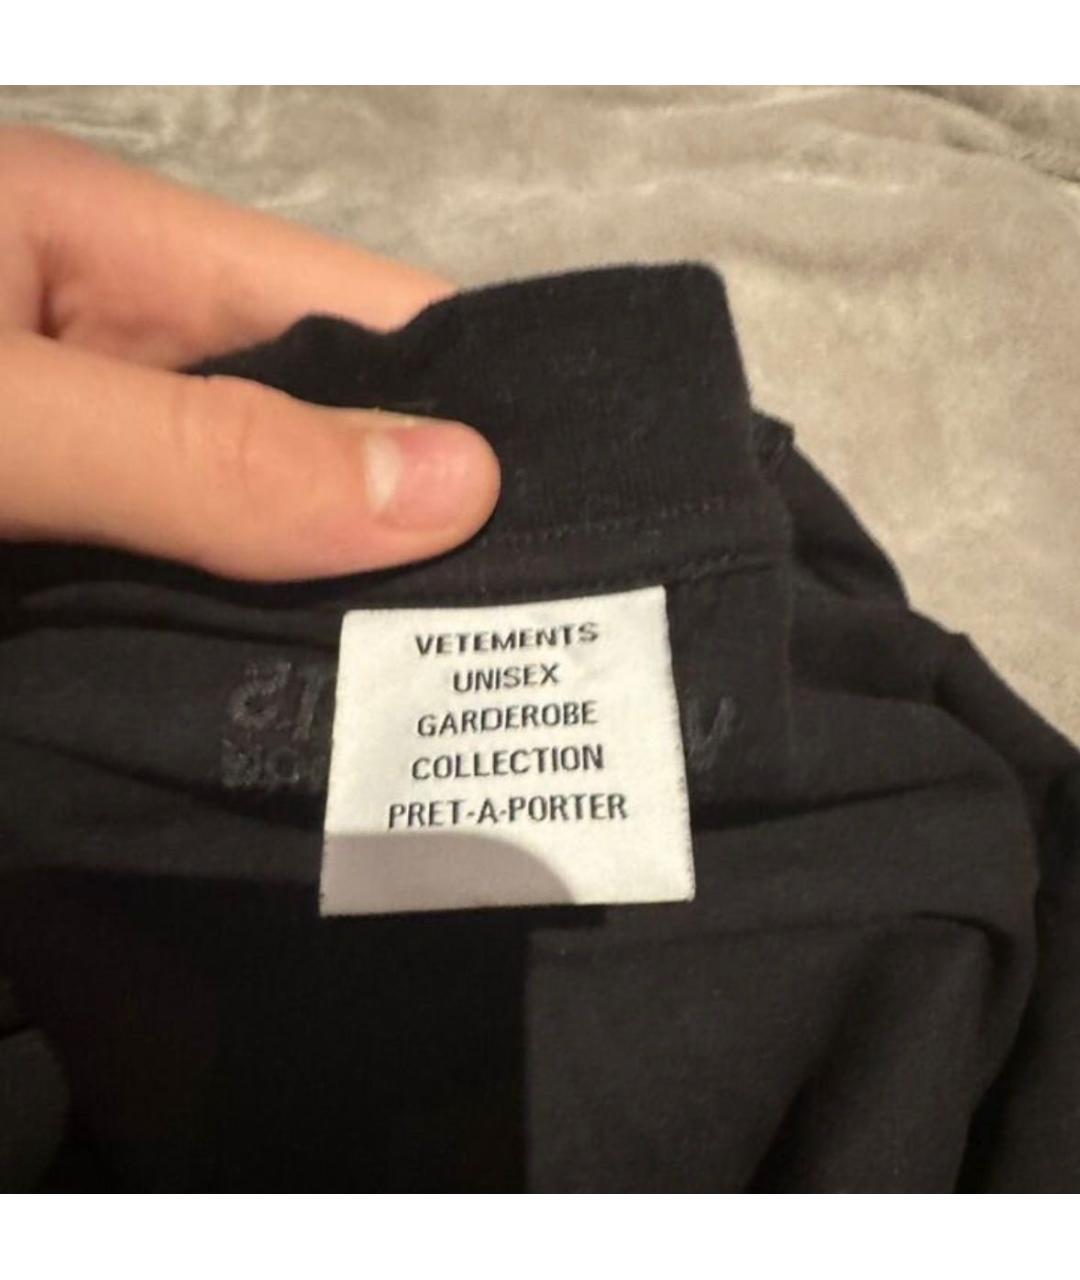 VETEMENTS
UNISEX
GARDEROBE
COLLECTION
PRET-A-PORTER